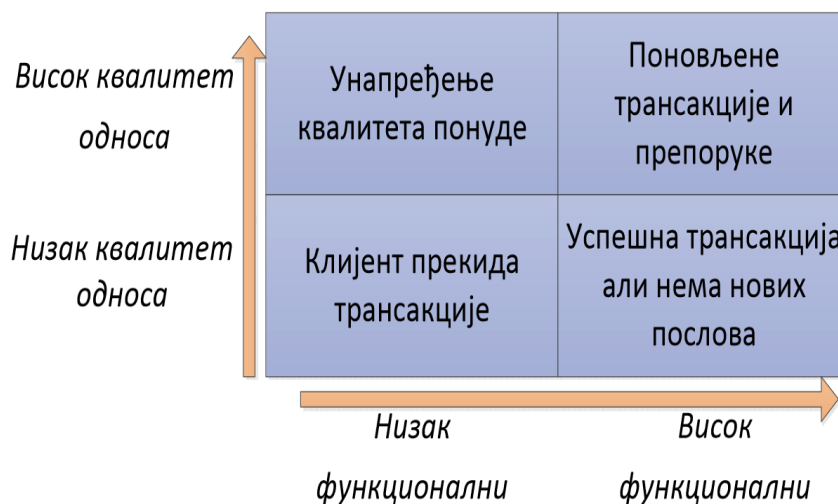 Висок квалитет
односа
Унапређење
квалитета понуде
Поновљене
трансакције и
препоруке
Низак квалитет
односа
Клијент прекида
трансакције
Успешна трансакција
али нема нових
послова
Низак
функционални
Висок
функционални